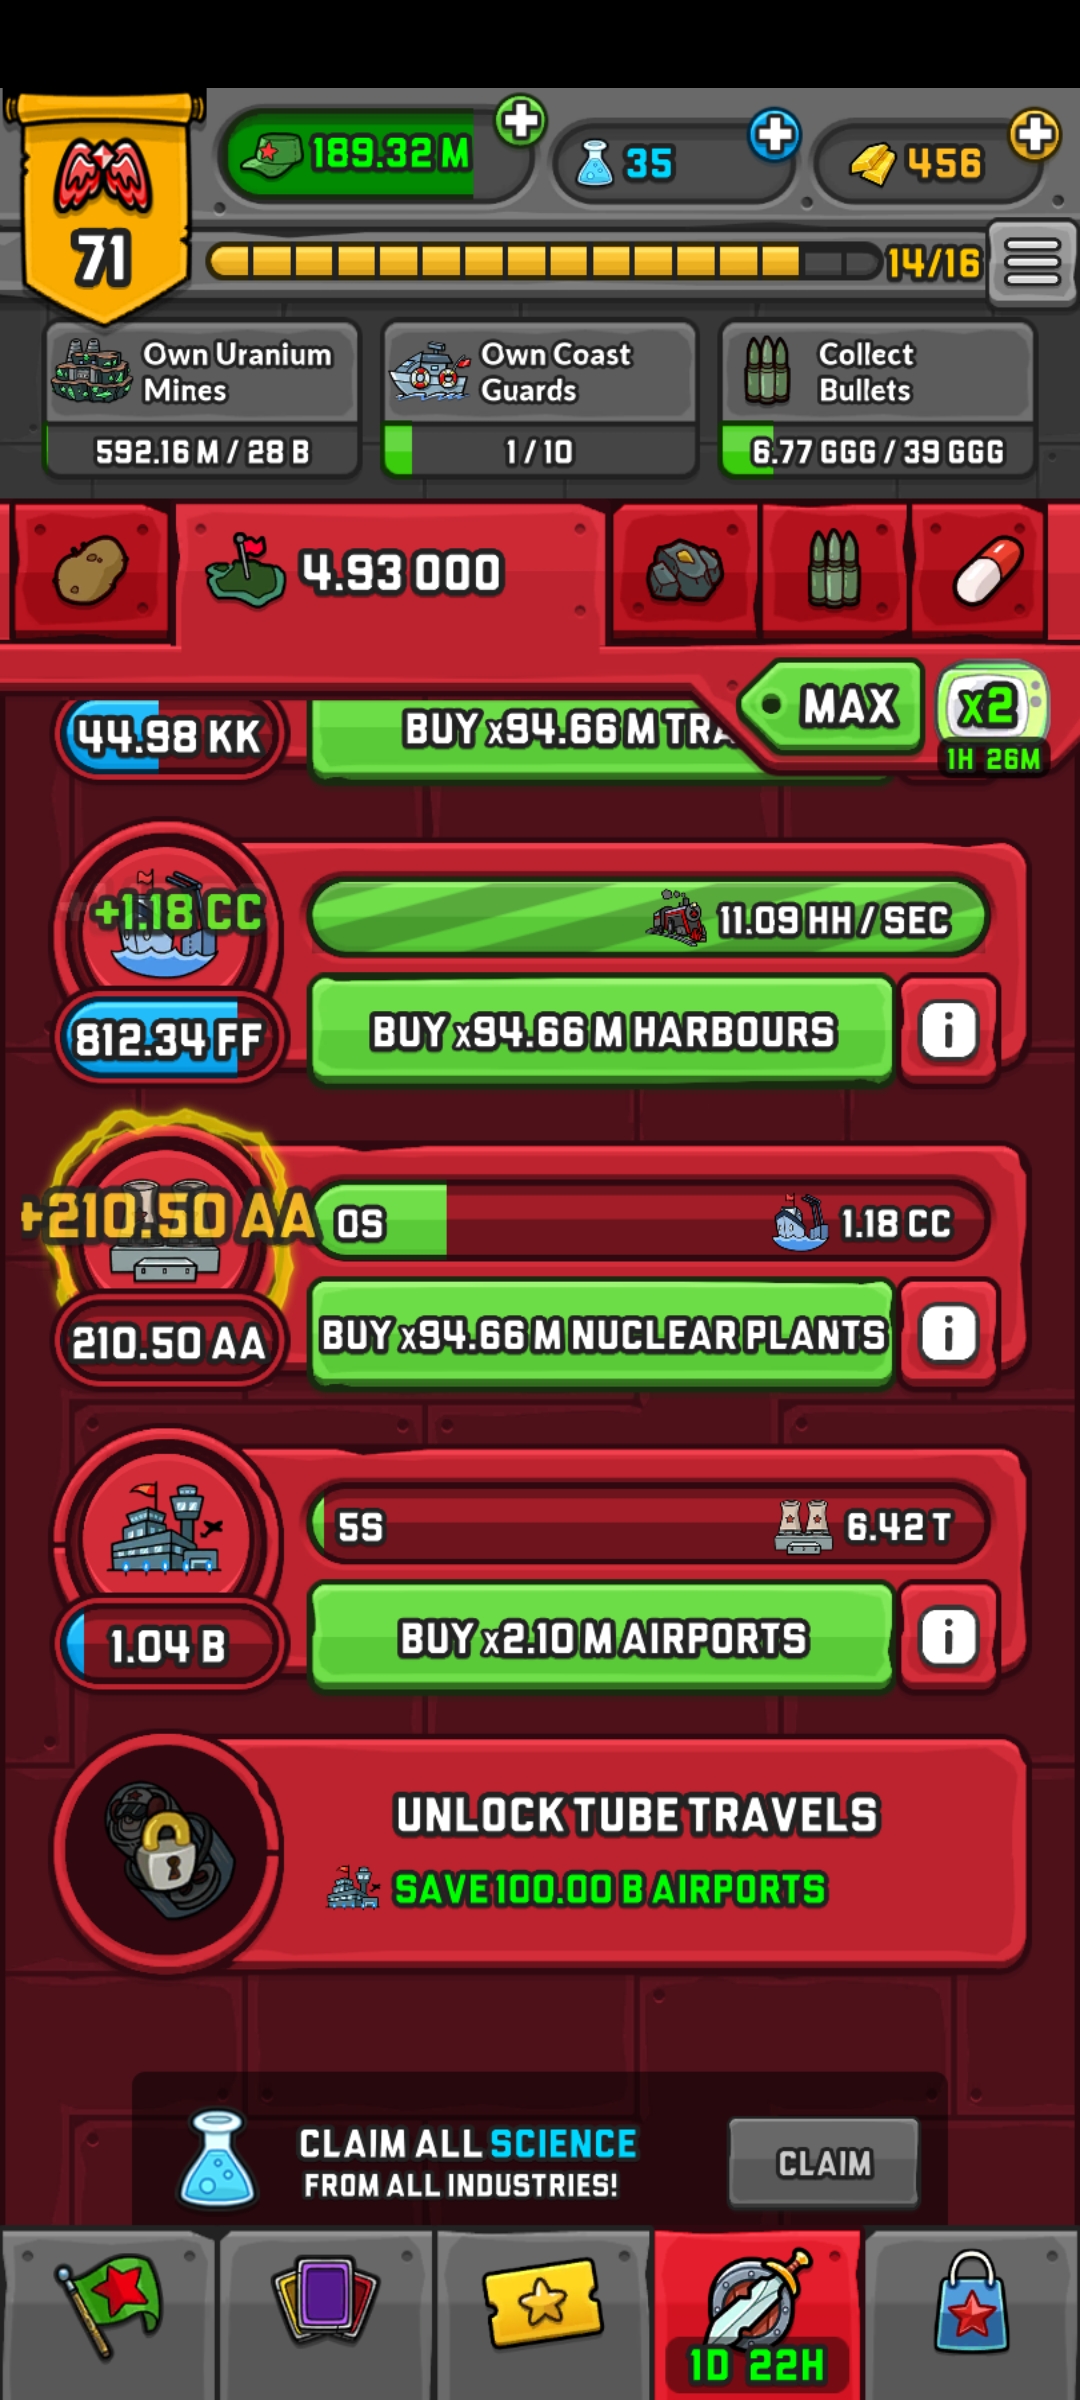 189.32 M
35
456
71
14/16
Own Uranium
Mines
592.16 M / 28 B
Own Coast
Guards
1 / 10
Collect
Bullets
6.77 GGG / 39 GGG
4.93 000
MAX
x2
1H 26M
44.98 KK
BUY x94.66 M TRA
+1.18 CC
11.09 HH / SEC
812.34 FF
BUY x94.66 M HARBOURS
i
+210.50 AA
0S
1.18 CC
210.50 AA
BUY x94.66 M NUCLEAR PLANTS
i
5S
6.42 T
1.04 B
BUY x2.10 M AIRPORTS
i
UNLOCK TUBE TRAVELS
SAVE 100.00 B AIRPORTS
CLAIM ALL SCIENCE
FROM ALL INDUSTRIES!
CLAIM
1D 22H